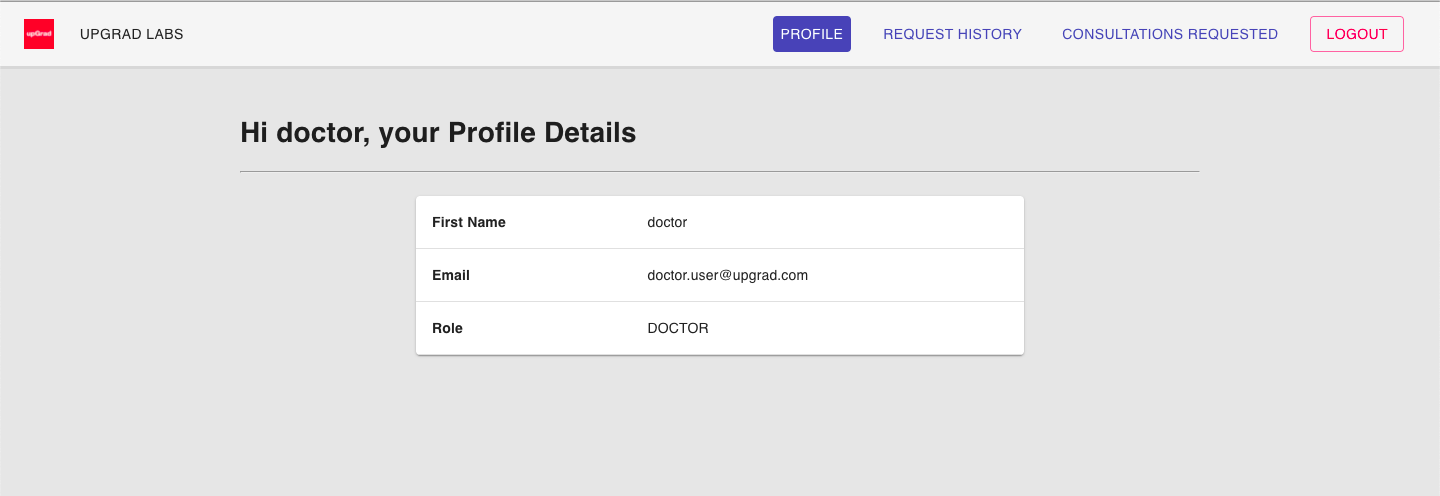 upGrad UPGRAD LABS PROFILE REQUEST HISTORY CONSULTATIONS REQUESTED LOGOUT
Hi doctor, your Profile Details
First Name doctor
Email doctor.user@upgrad.com
Role DOCTOR